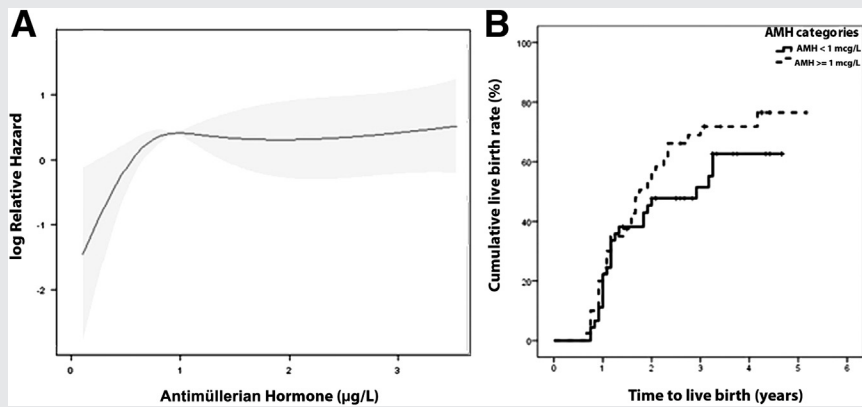 A
log Relative Hazard
1
0
-1
-2
0
1
2
3
Antimüllerian Hormone (µg/L)
B
AMH categories
AMH < 1 mcg/L
AMH >= 1 mcg/L
Cumulative live birth rate (%)
100
80
60
40
20
0
0
1
2
3
4
5
6
Time to live birth (years)